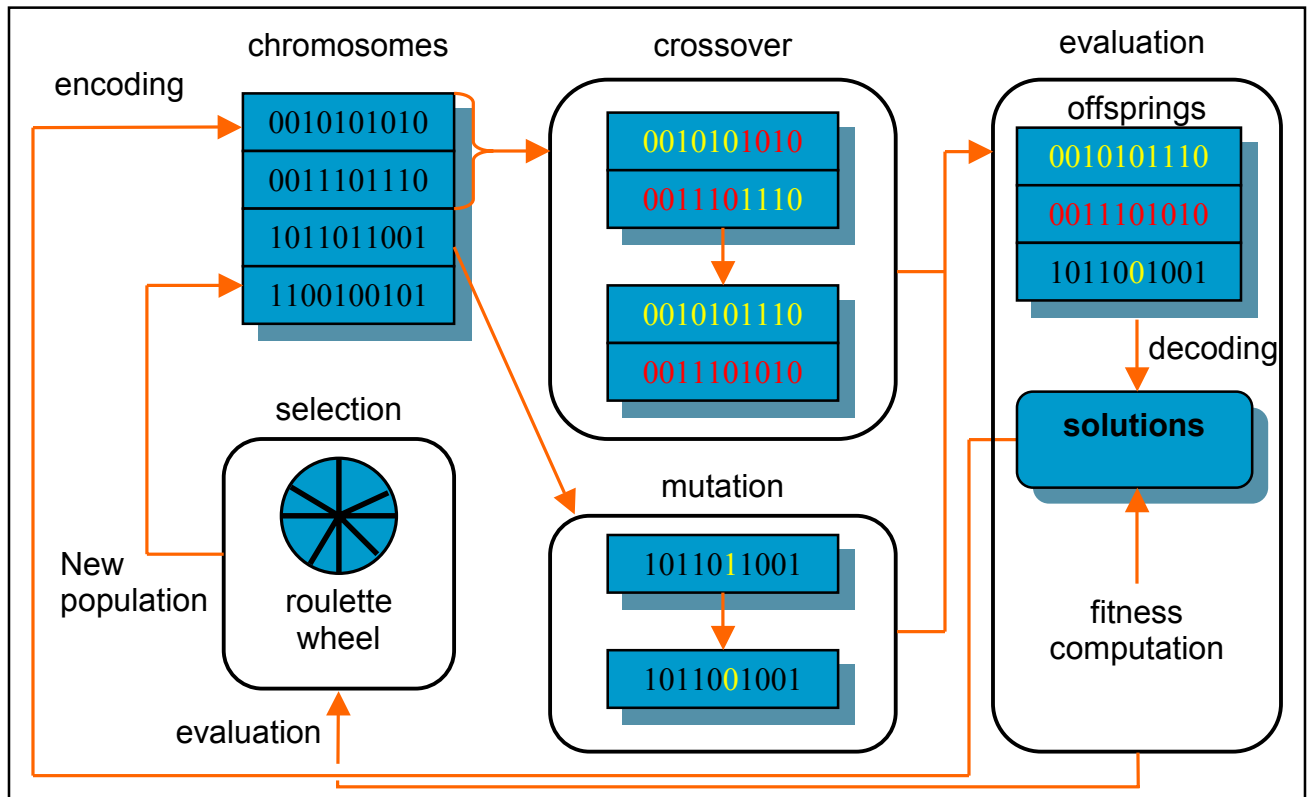 chromosomes
encoding
0010101010
0011101110
1011011001
1100100101
crossover
0010101010
0011101110
0010101110
0011101010
evaluation
offsprings
0010101110
0011101010
1011001001
decoding
solutions
fitness
computation
selection
roulette
wheel
New
population
evaluation
mutation
1011011001
1011001001